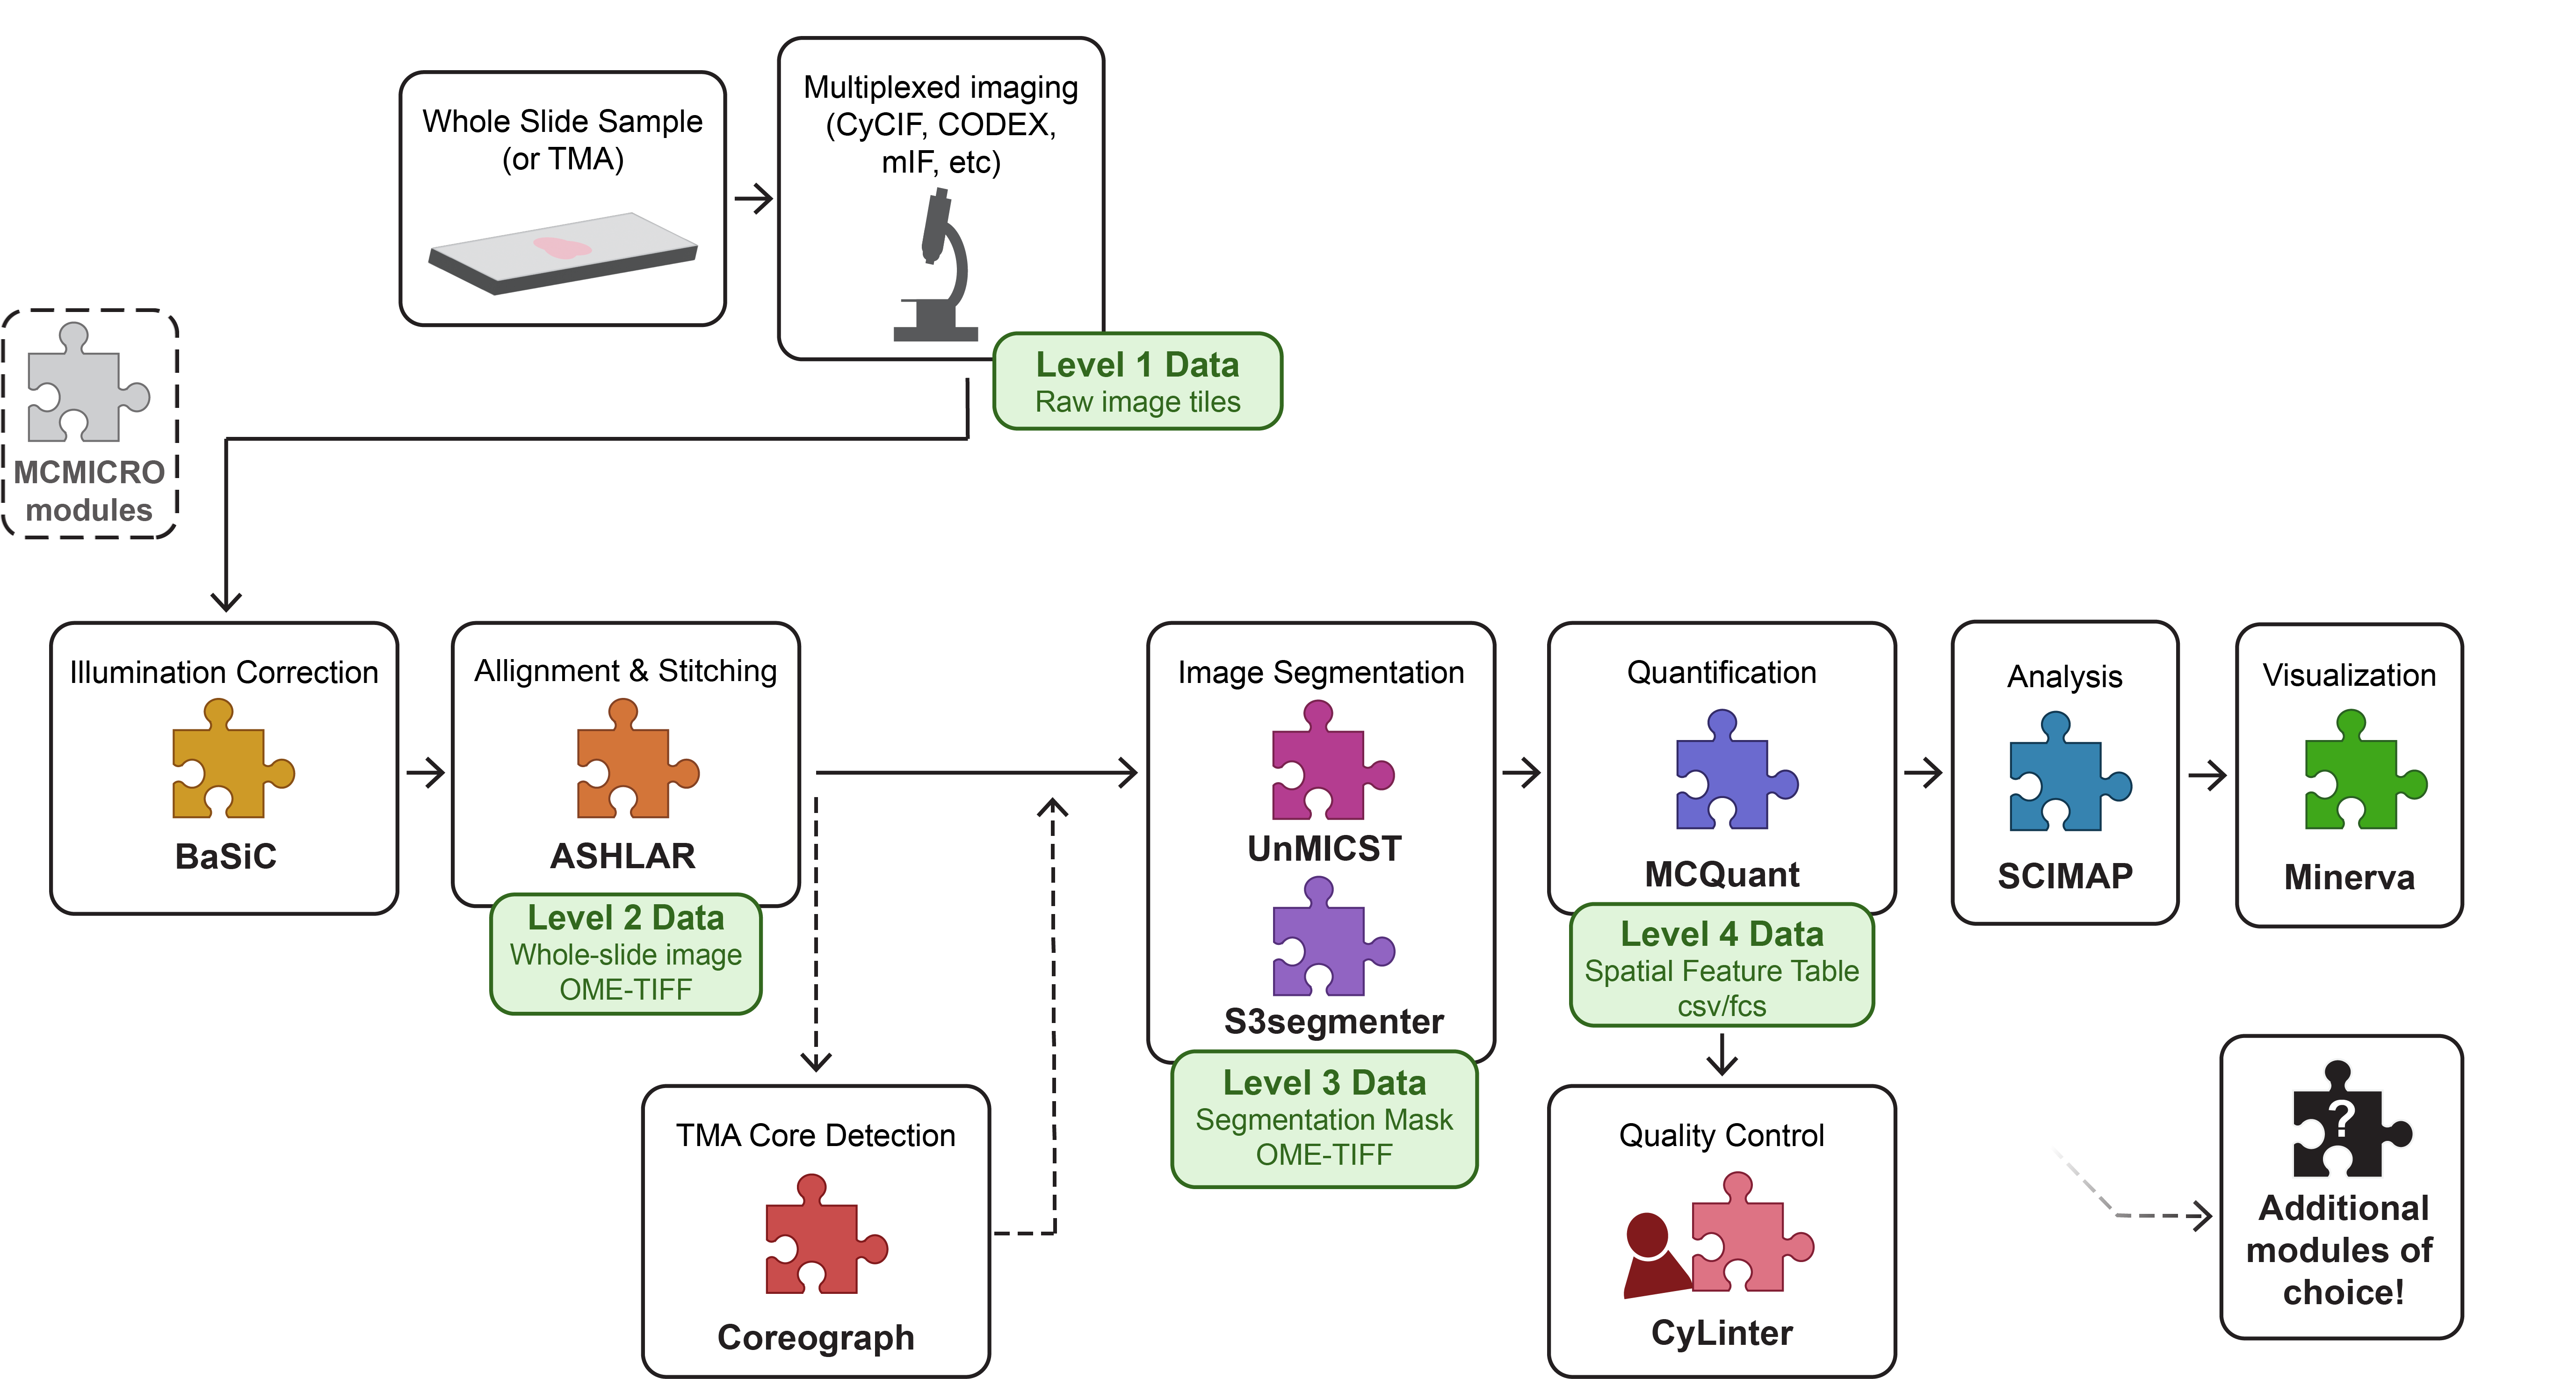 Whole Slide Sample
(or TMA)
Multiplexed imaging
(CyCIF, CODEX,
mIF, etc)
Level 1 Data
Raw image tiles
MCMICRO
modules
Illumination Correction
BaSiC
Allignment & Stitching
ASHLAR
Level 2 Data
Whole-slide image
OME-TIFF
TMA Core Detection
Coreograph
Image Segmentation
UnMICST
S3segmenter
Level 3 Data
Segmentation Mask
OME-TIFF
Quantification
MCQuant
Level 4 Data
Spatial Feature Table
csv/fcs
Quality Control
CyLinter
Analysis
SCIMAP
Visualization
Minerva
?
Additional
modules of
choice!